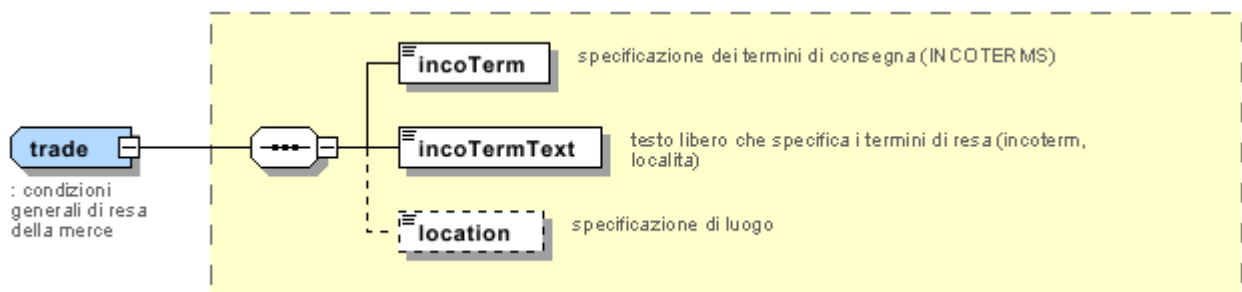 incoTerm
specificazione dei termini di consegna (INCOTERMS)
trade
: condizioni
generali di resa
della merce
incoTermText
testo libero che specifica i termini di resa (incoterm,
localita)
location
specificazione di luogo